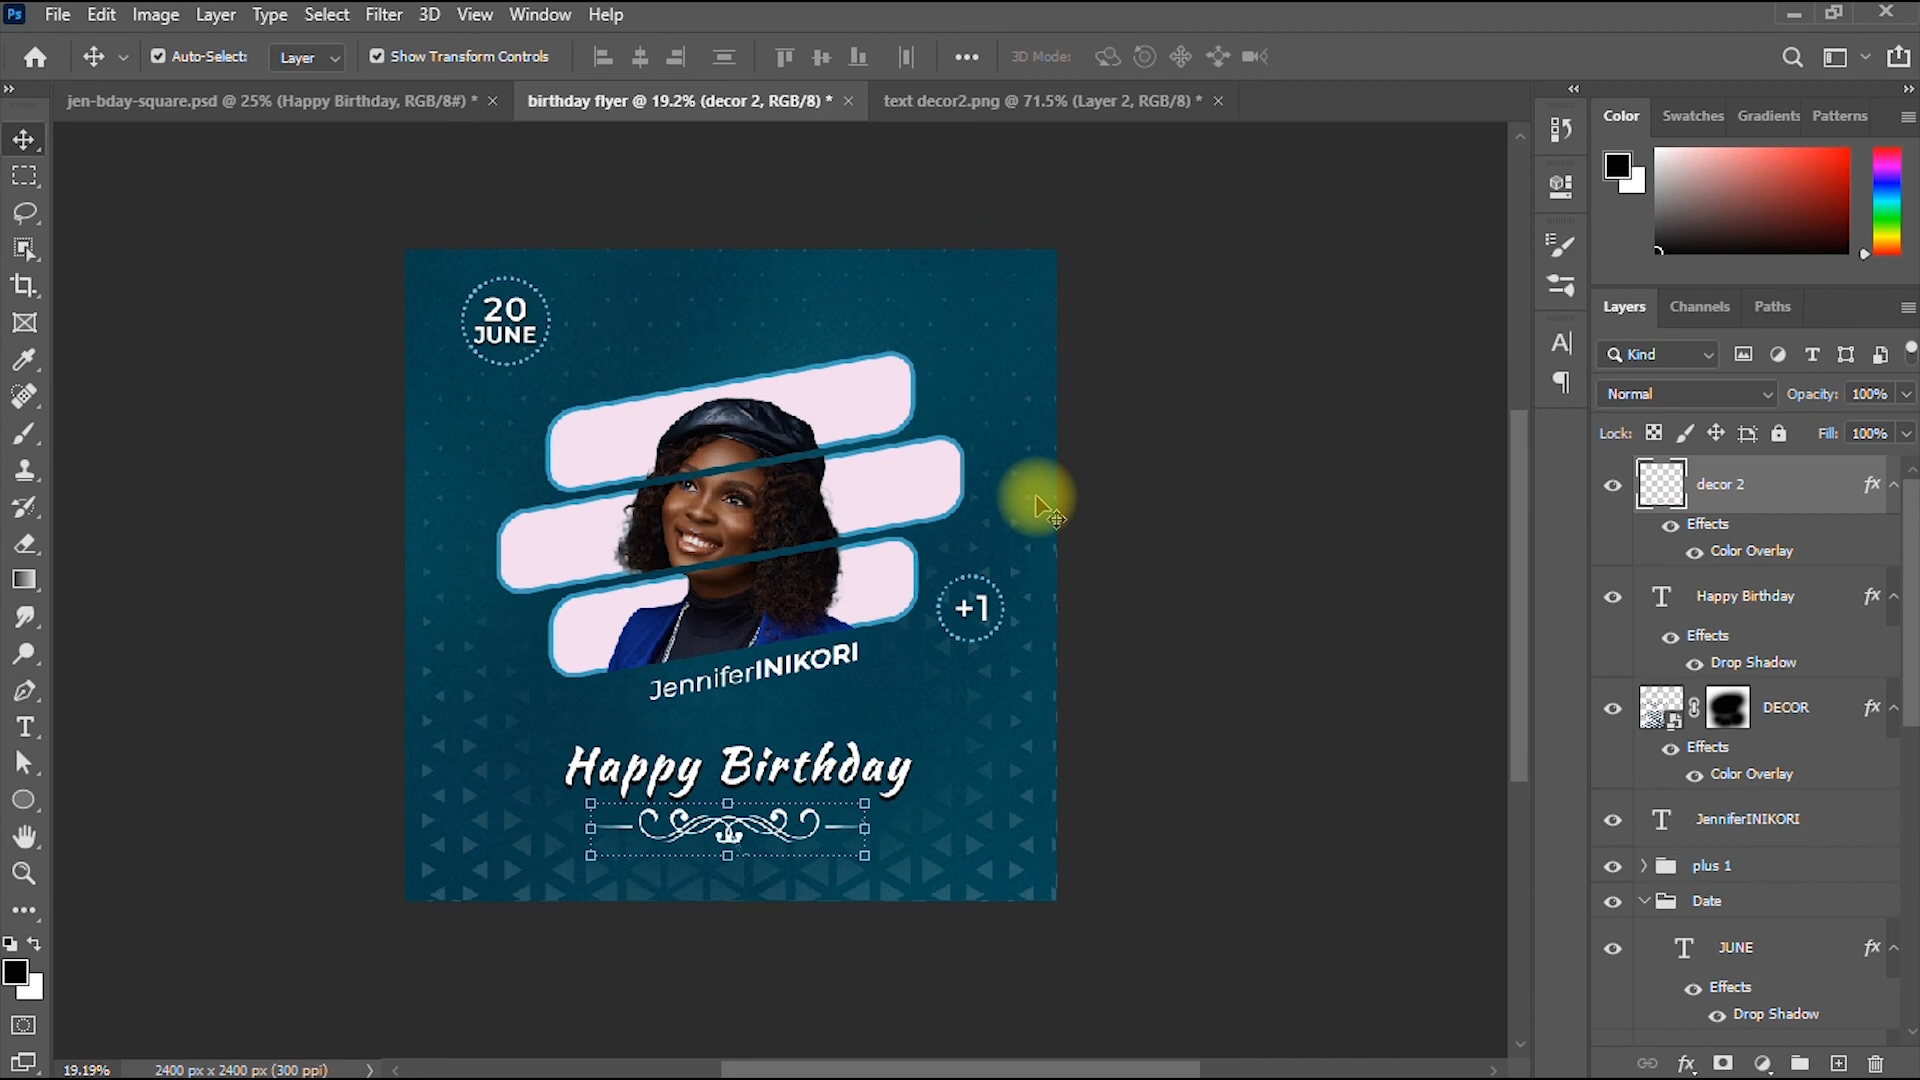 Ps File Edit Image Layer Type Select Filter 3D View Window Help
Auto-Select: Layer Show Transform Controls 3D Mode:
jen-bday-square.psd @ 25% (Happy Birthday, RGB/8#) * birthday flyer @ 19.2% (decor 2, RGB/8) * text decor2.png @ 71.5% (Layer 2, RGB/8) *
Color Swatches Gradients Patterns
20
JUNE
+1
JenniferINIKORI
Happy Birthday
Layers Channels Paths
Kind
Normal Opacity: 100%
Lock: Fill: 100%
decor 2 fx
Effects
Color Overlay
Happy Birthday fx
Effects
Drop Shadow
DECOR fx
Effects
Color Overlay
JenniferINIKORI
plus 1
Date
JUNE fx
Effects
Drop Shadow
fx
19.19% 2400 px x 2400 px (300 ppi)